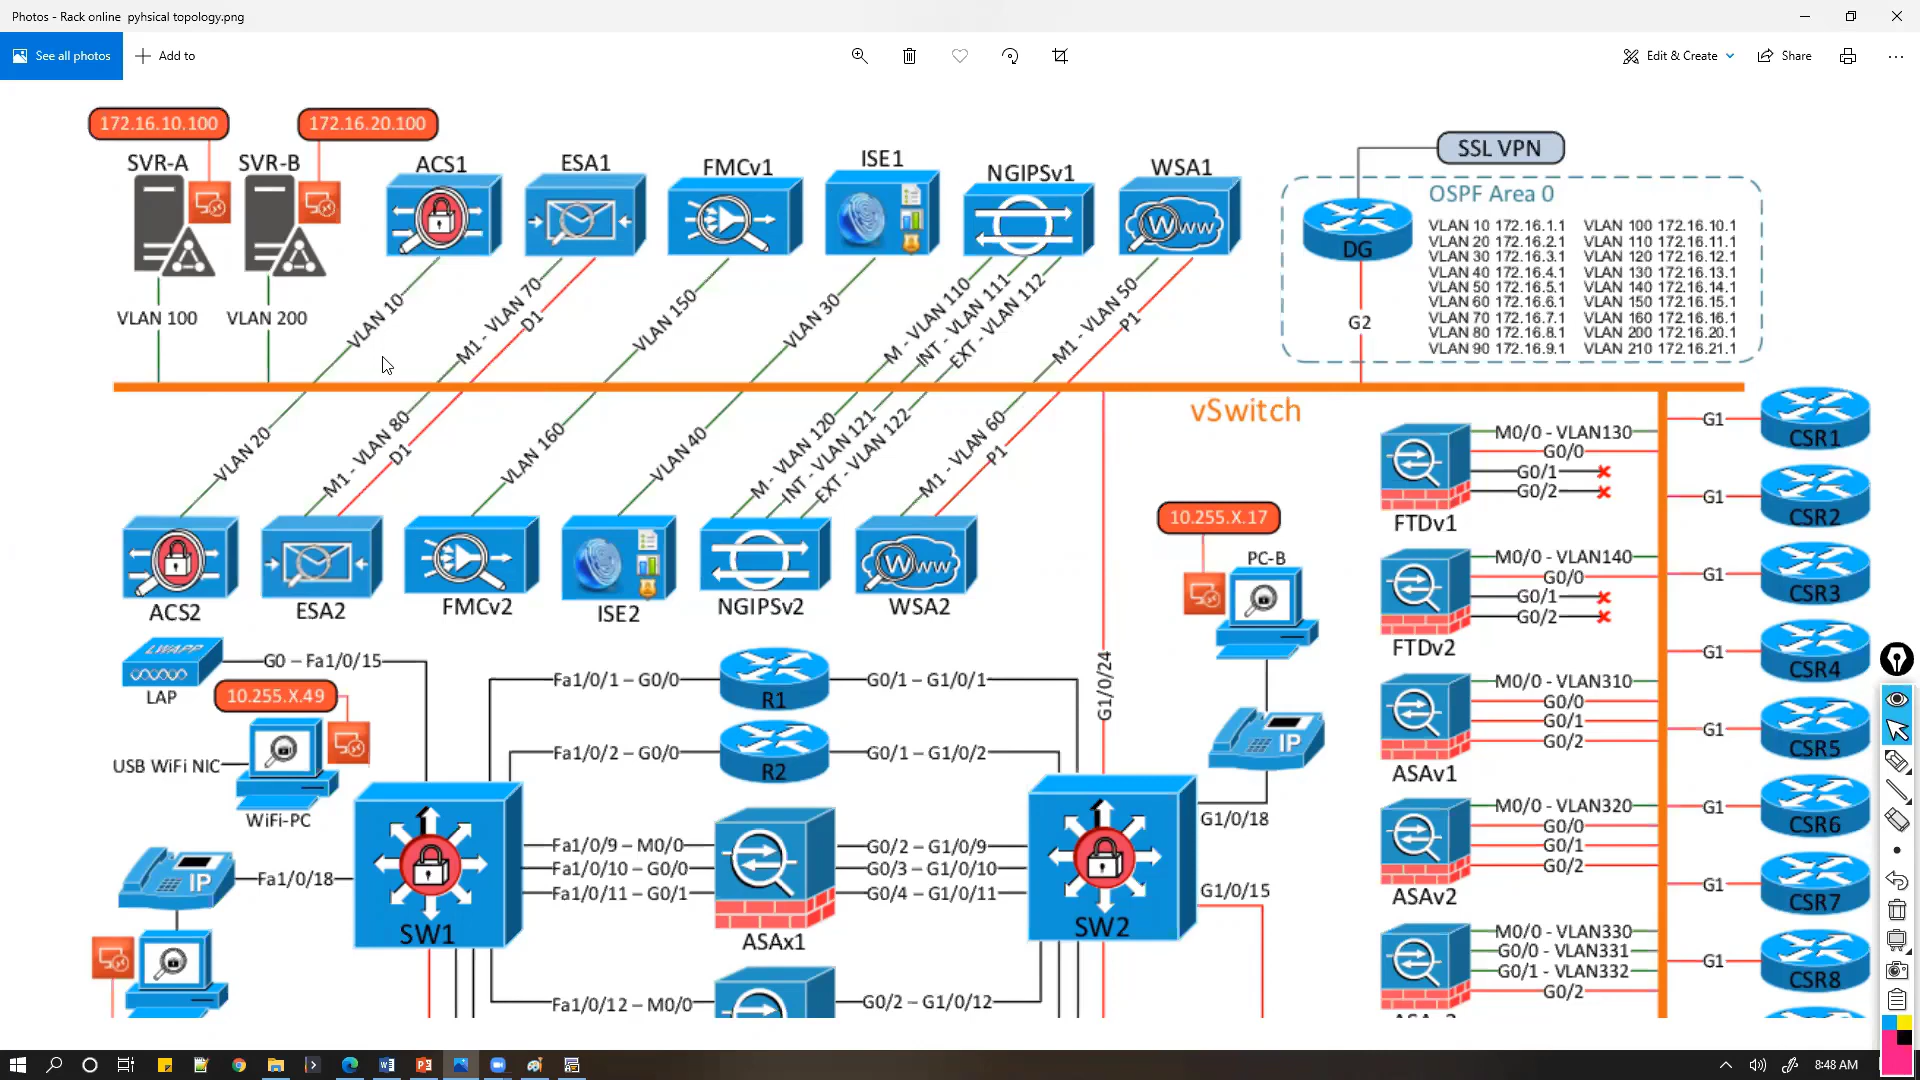 Photos - Rack online pyhsical topology.png
See all photos
Add to
Edit & Create
Share
172.16.10.100
172.16.20.100
SVR-A
SVR-B
ACS1
ESA1
FMCv1
ISE1
NGIPSv1
WSA1
SSL VPN
OSPF Area 0
DG
VLAN 10 172.16.1.1 VLAN 100 172.16.10.1
VLAN 20 172.16.2.1 VLAN 110 172.16.11.1
VLAN 30 172.16.3.1 VLAN 120 172.16.12.1
VLAN 40 172.16.4.1 VLAN 130 172.16.13.1
VLAN 50 172.16.5.1 VLAN 140 172.16.14.1
VLAN 60 172.16.6.1 VLAN 150 172.16.15.1
VLAN 70 172.16.7.1 VLAN 160 172.16.16.1
VLAN 80 172.16.8.1 VLAN 200 172.16.20.1
VLAN 90 172.16.9.1 VLAN 210 172.16.21.1
G2
VLAN 100
VLAN 200
VLAN 10
M1 - VLAN 70
D1
VLAN 150
VLAN 30
M - VLAN 110
INT - VLAN 111
EXT - VLAN 112
M1 - VLAN 50
P1
vSwitch
VLAN 20
M1 - VLAN 80
D1
VLAN 160
VLAN 40
M - VLAN 120
INT - VLAN 121
EXT - VLAN 122
M1 - VLAN 60
P1
ACS2
ESA2
FMCv2
ISE2
NGIPSv2
WSA2
10.255.X.17
PC-B
IP
G1/0/18
G1/0/15
G1/0/24
LWAPP
LAP
G0 – Fa1/0/15
10.255.X.49
USB WiFi NIC
WiFi-PC
IP
Fa1/0/18
SW1
Fa1/0/1 – G0/0
R1
G0/1 – G1/0/1
Fa1/0/2 – G0/0
R2
G0/1 – G1/0/2
Fa1/0/9 – M0/0
Fa1/0/10 – G0/0
Fa1/0/11 – G0/1
ASAx1
G0/2 – G1/0/9
G0/3 – G1/0/10
G0/4 – G1/0/11
SW2
Fa1/0/12 – M0/0
G0/2 – G1/0/12
M0/0 - VLAN130
G0/0
G0/1
G0/2
FTDv1
M0/0 - VLAN140
G0/0
G0/1
G0/2
FTDv2
M0/0 - VLAN310
G0/0
G0/1
G0/2
ASAv1
M0/0 - VLAN320
G0/0
G0/1
G0/2
ASAv2
M0/0 - VLAN330
G0/0 - VLAN331
G0/1 - VLAN332
G0/2
G1
CSR1
G1
CSR2
G1
CSR3
G1
CSR4
G1
CSR5
G1
CSR6
G1
CSR7
G1
CSR8
8:48 AM